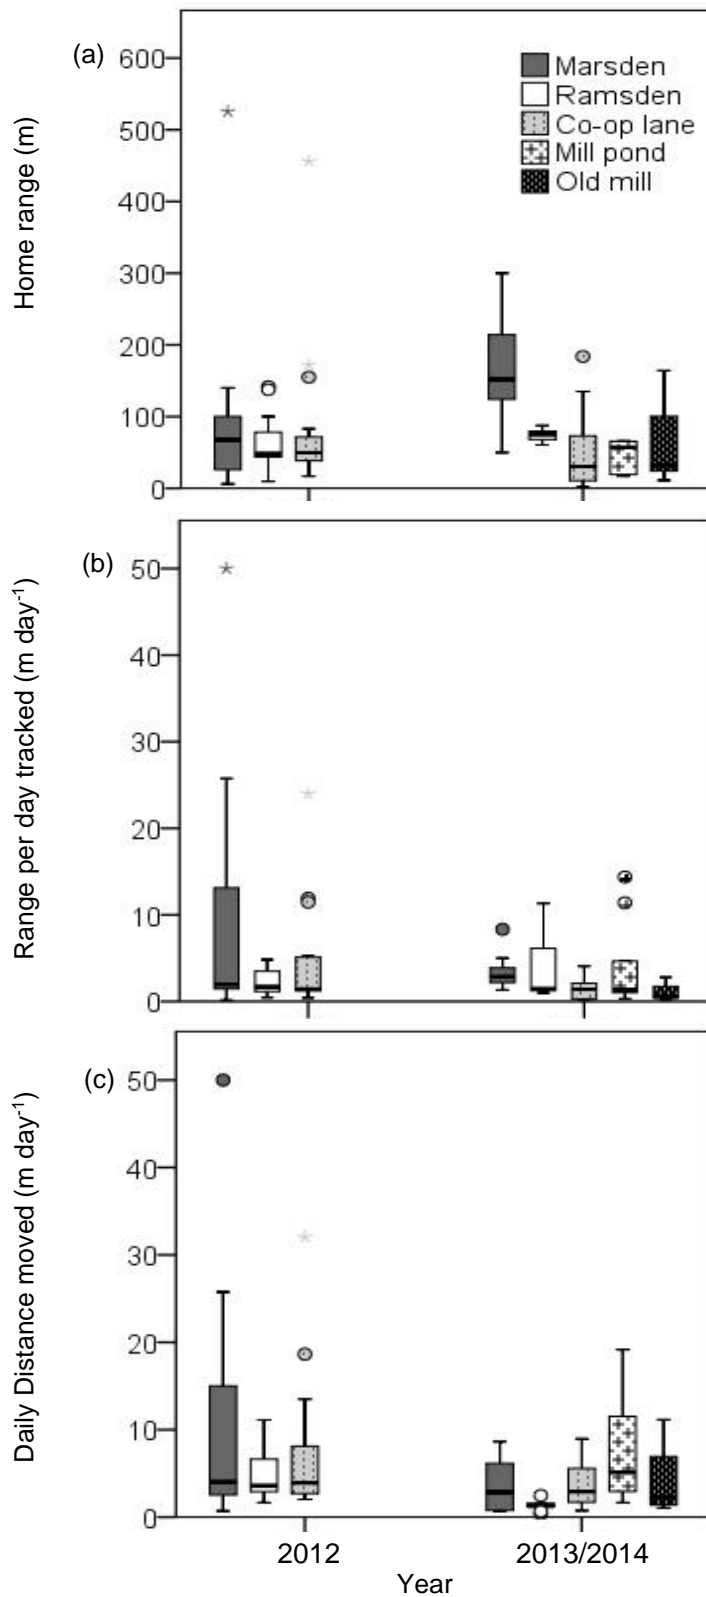 (a)
Home range (m)
600
500
400
300
200
100
0
Marsden
Ramsden
Co-op lane
Mill pond
Old mill
(b)
Range per day tracked (m day⁻¹)
50
40
30
20
10
0
(c)
Daily Distance moved (m day⁻¹)
50
40
30
20
10
0
2012
2013/2014
Year